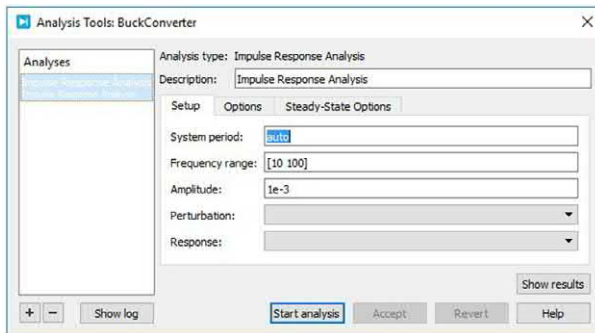 Analysis Tools: BuckConverter
Analyses
Impulse Response Analysis
Analysis type: Impulse Response Analysis
Description: Impulse Response Analysis
Setup Options Steady-State Options
System period: auto
Frequency range: [10 100]
Amplitude: 1e-3
Perturbation:
Response:
Show results
+ − Show log Start analysis Accept Revert Help